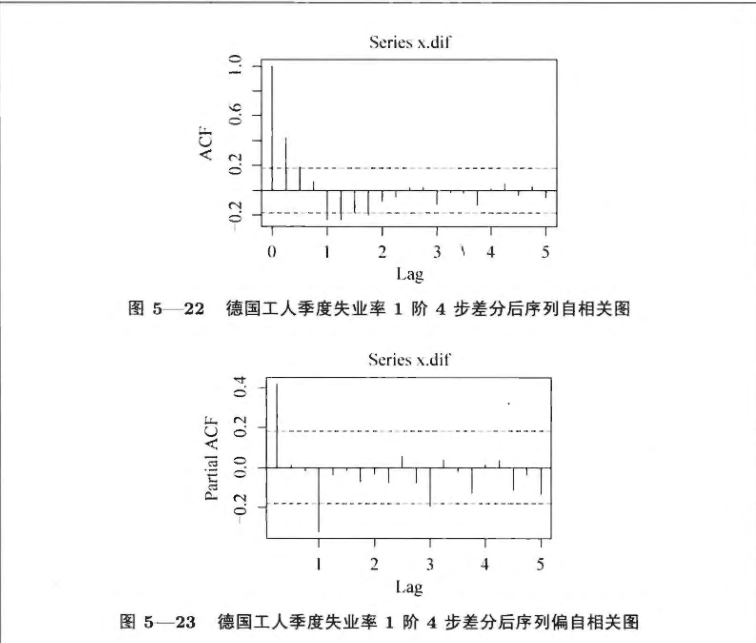 Series x.dif
1.0
0.6
0.2
-0.2
ACF
0 1 2 3 4 5
Lag
图 5—22 德国工人季度失业率 1 阶 4 步差分后序列自相关图
Series x.dif
0.4
0.2
0.0
-0.2
Partial ACF
1 2 3 4 5
Lag
图 5—23 德国工人季度失业率 1 阶 4 步差分后序列偏自相关图